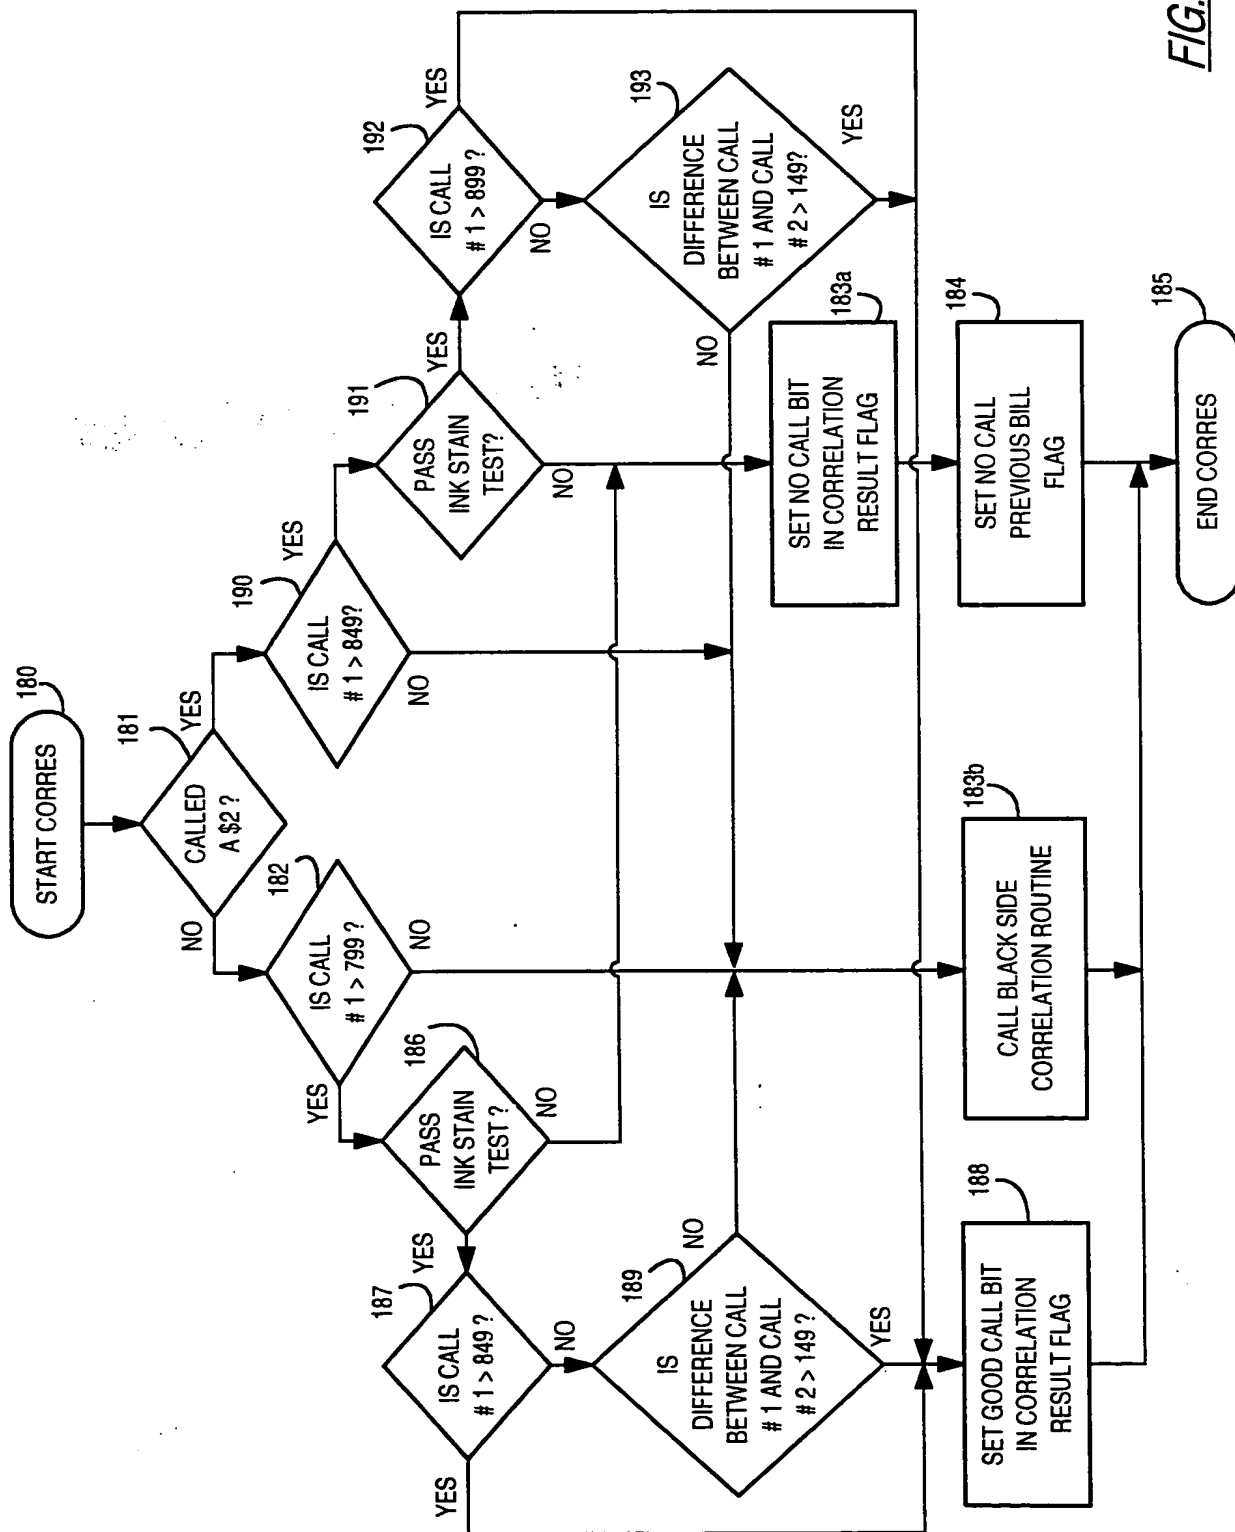 START CORRES
180
CALLED
A $2 ?
181
NO
YES
IS CALL
# 1 > 799 ?
182
YES
NO
IS CALL
# 1 > 849?
190
YES
NO
PASS
INK STAIN
TEST ?
186
YES
NO
PASS
INK STAIN
TEST?
191
YES
NO
IS CALL
# 1 > 849 ?
187
YES
NO
IS CALL
# 1 > 899 ?
192
YES
NO
IS
DIFFERENCE
BETWEEN CALL
# 1 AND CALL
# 2 > 149 ?
189
NO
YES
IS
DIFFERENCE
BETWEEN CALL
# 1 AND CALL
# 2 > 149?
193
NO
YES
SET NO CALL BIT
IN CORRELATION
RESULT FLAG
183a
SET GOOD CALL BIT
IN CORRELATION
RESULT FLAG
188
CALL BLACK SIDE
CORRELATION ROUTINE
183b
SET NO CALL
PREVIOUS BILL
FLAG
184
END CORRES
185
FIG.